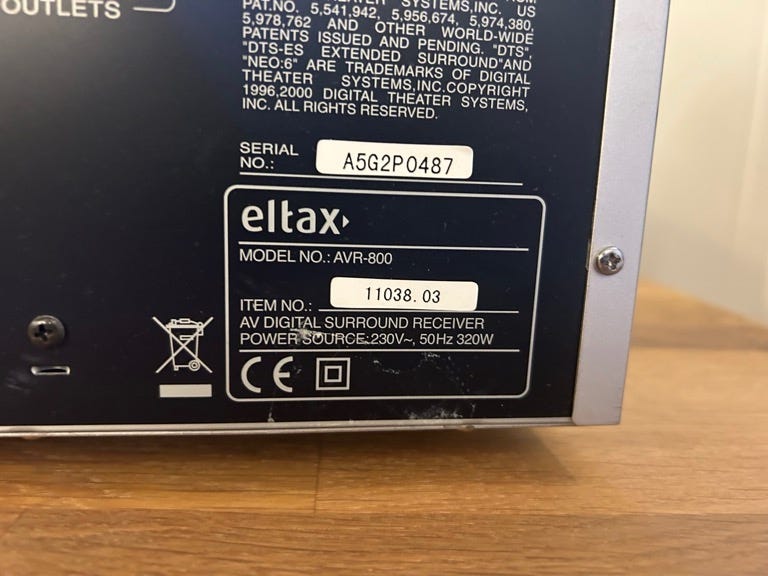 OUTLETS
SYSTEMS, INC. US
PAT.NO. 5,541,942, 5,956,674, 5,974,380,
5,978,762 AND OTHER WORLD-WIDE
PATENTS ISSUED AND PENDING. "DTS",
"DTS-ES EXTENDED SURROUND"AND
"NEO:6" ARE TRADEMARKS OF DIGITAL
THEATER SYSTEMS,INC.COPYRIGHT
1996,2000 DIGITAL THEATER SYSTEMS,
INC. ALL RIGHTS RESERVED.
SERIAL
NO.: A5G2P0487
eltax
MODEL NO.: AVR-800
ITEM NO.: 11038.03
AV DIGITAL SURROUND RECEIVER
POWER SOURCE:230V~, 50Hz 320W
CE